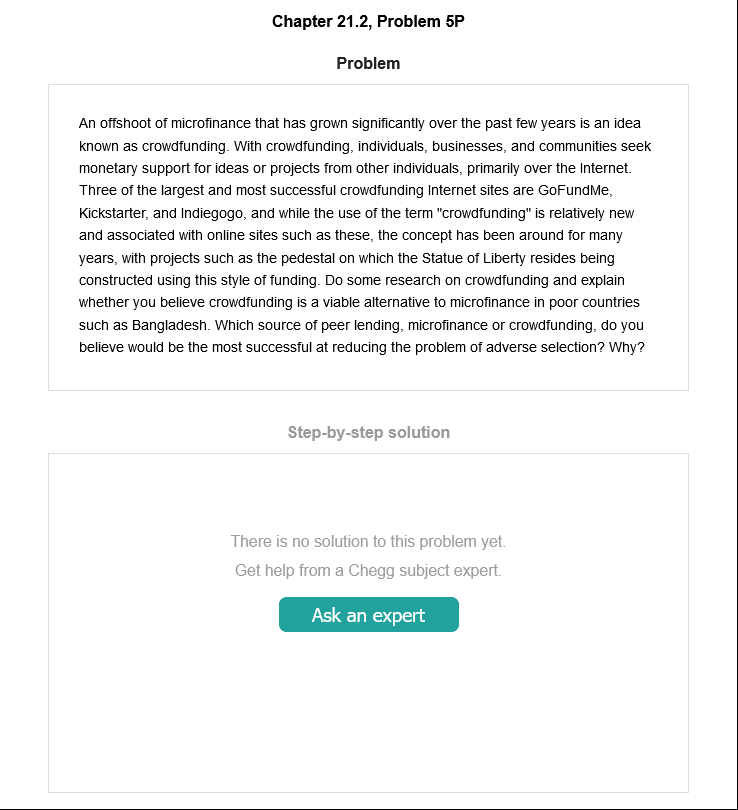 Chapter 21.2, Problem 5P
Problem
An offshoot of microfinance that has grown significantly over the past few years is an idea
known as crowdfunding. With crowdfunding, individuals, businesses, and communities seek
monetary support for ideas or projects from other individuals, primarily over the Internet.
Three of the largest and most successful crowdfunding Internet sites are GoFundMe,
Kickstarter, and Indiegogo, and while the use of the term "crowdfunding" is relatively new
and associated with online sites such as these, the concept has been around for many
years, with projects such as the pedestal on which the Statue of Liberty resides being
constructed using this style of funding. Do some research on crowdfunding and explain
whether you believe crowdfunding is a viable alternative to microfinance in poor countries
such as Bangladesh. Which source of peer lending, microfinance or crowdfunding, do you
believe would be the most successful at reducing the problem of adverse selection? Why?
Step-by-step solution
There is no solution to this problem yet.
Get help from a Chegg subject expert.
Ask an expert